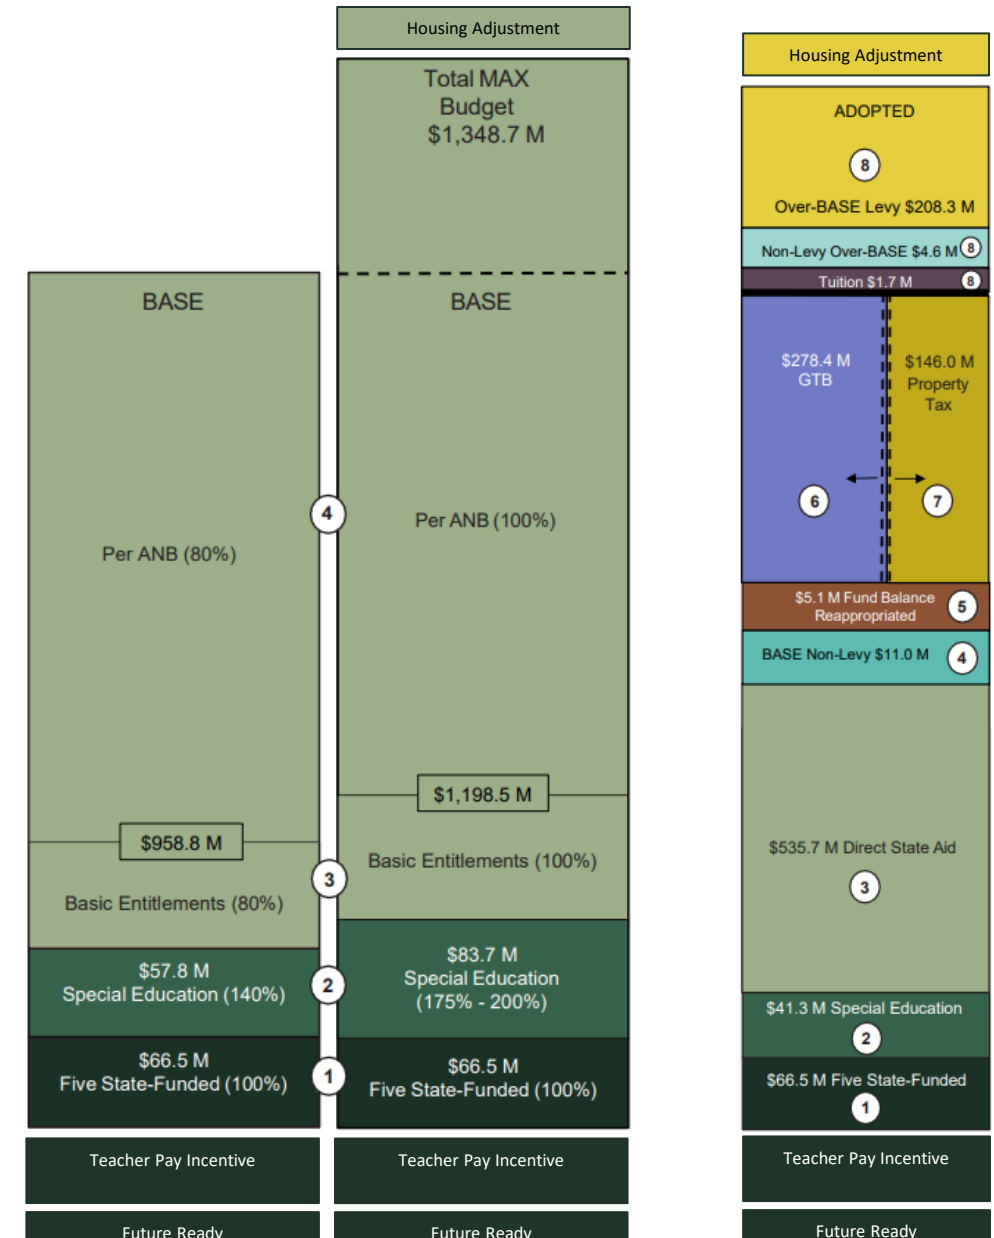 Housing Adjustment
Total MAX
Budget
$1,348.7 M
BASE
Per ANB (100%)
$1,198.5 M
Basic Entitlements (100%)
$83.7 M
Special Education
(175% - 200%)
$66.5 M
Five State-Funded (100%)
Teacher Pay Incentive
Future Ready
BASE
Per ANB (80%)
$958.8 M
Basic Entitlements (80%)
$57.8 M
Special Education (140%)
$66.5 M
Five State-Funded (100%)
Teacher Pay Incentive
Future Ready
4
3
2
1
Housing Adjustment
ADOPTED
8
Over-BASE Levy $208.3 M
Non-Levy Over-BASE $4.6 M 8
Tuition $1.7 M 8
$278.4 M
GTB
6
$146.0 M
Property
Tax
7
$5.1 M Fund Balance
Reappropriated
5
BASE Non-Levy $11.0 M 4
$535.7 M Direct State Aid
3
$41.3 M Special Education
2
$66.5 M Five State-Funded
1
Teacher Pay Incentive
Future Ready